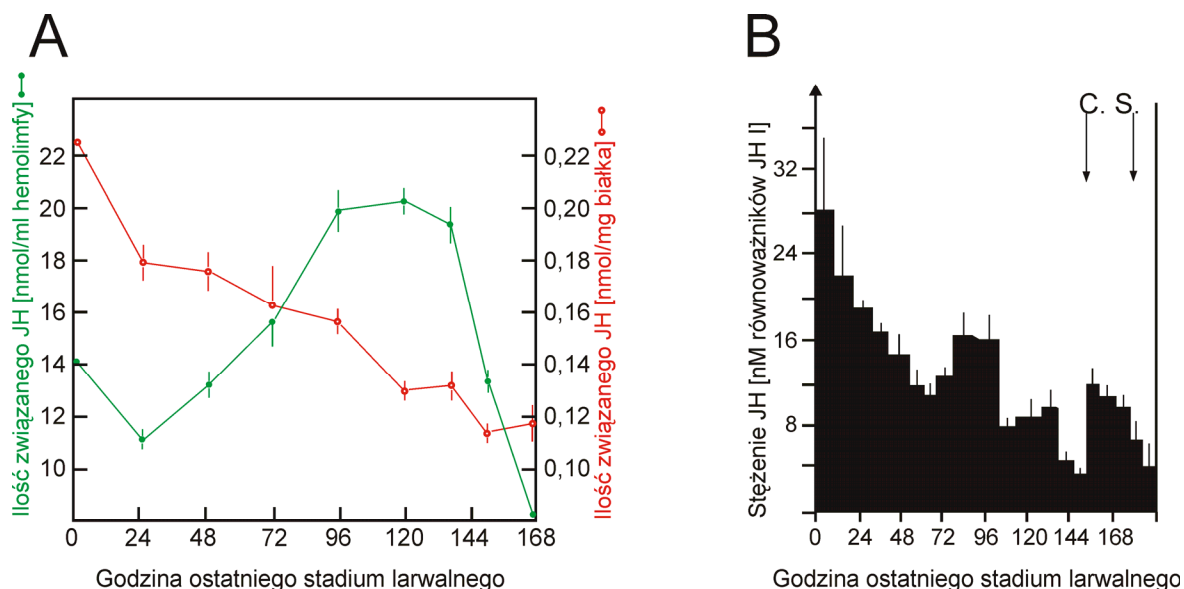 A
Ilość związanego JH [nmol/ml hemolimfy]
22
20
18
16
14
12
10
0,22
0,20
0,18
0,16
0,14
0,12
0,10
Ilość związanego JH [nmol/mg białka]
0 24 48 72 96 120 144 168
Godzina ostatniego stadium larwalnego
B
C. S.
Stężenie JH [nM równoważników JH I]
32
24
16
8
0 24 48 72 96 120 144 168
Godzina ostatniego stadium larwalnego